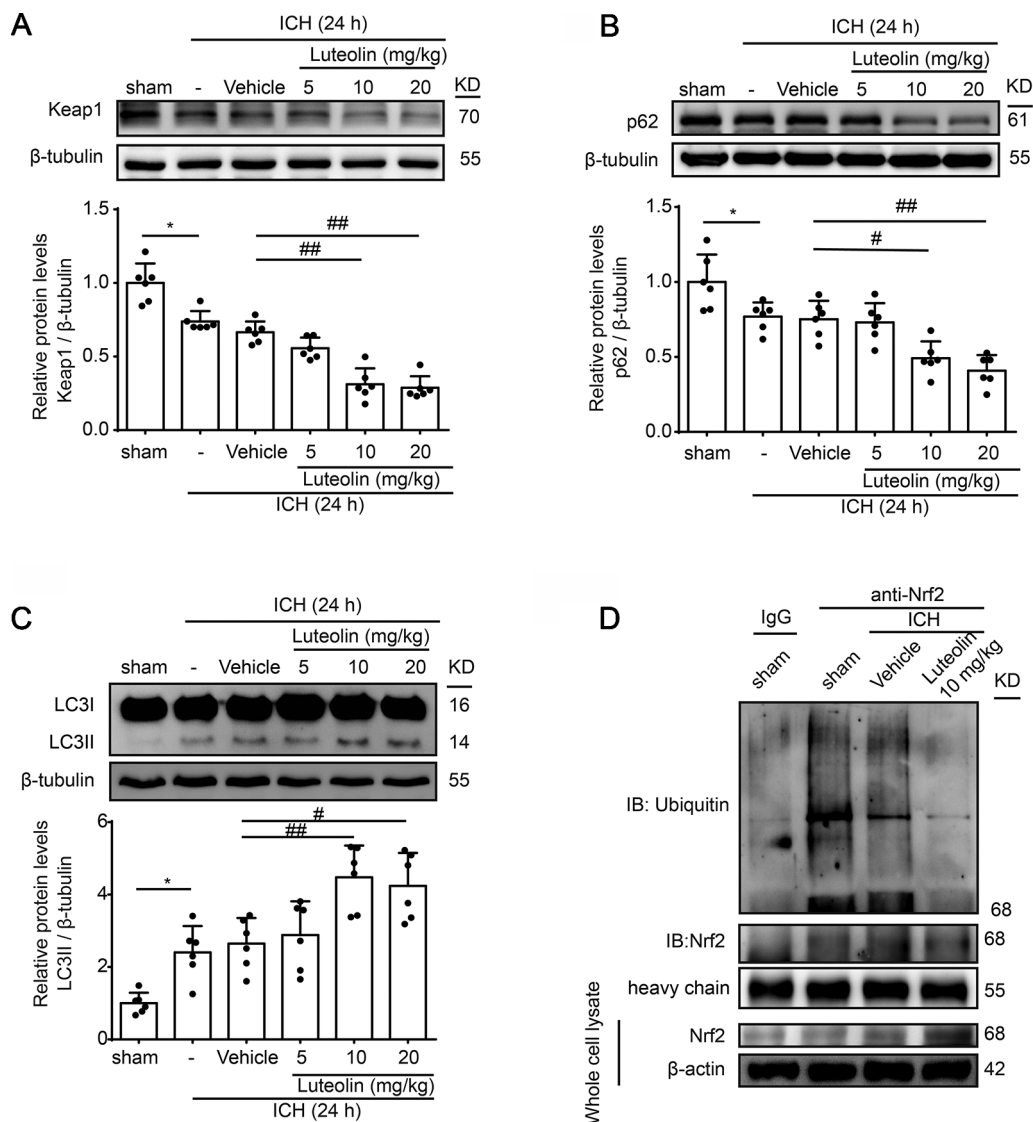 A
ICH (24 h)
Luteolin (mg/kg)
sham - Vehicle 5 10 20 KD
Keap1 70
β-tubulin 55
Relative protein levels
Keap1 / β-tubulin
1.5
1.0
0.5
0.0
* ## ##
sham - Vehicle 5 10 20
Luteolin (mg/kg)
ICH (24 h)
B
ICH (24 h)
Luteolin (mg/kg)
sham - Vehicle 5 10 20 KD
p62 61
β-tubulin 55
Relative protein levels
p62 / β-tubulin
1.5
1.0
0.5
0.0
* ## #
sham - Vehicle 5 10 20
Luteolin (mg/kg)
ICH (24 h)
C
ICH (24 h)
Luteolin (mg/kg)
sham - Vehicle 5 10 20 KD
LC3I 16
LC3II 14
β-tubulin 55
Relative protein levels
LC3II / β-tubulin
6
4
2
0
* # ##
sham - Vehicle 5 10 20
Luteolin (mg/kg)
ICH (24 h)
D
anti-Nrf2
IgG ICH
sham sham Vehicle Luteolin
10 mg/kg
KD
IB: Ubiquitin
68
IB:Nrf2 68
heavy chain 55
Whole cell lysate
Nrf2 68
β-actin 42